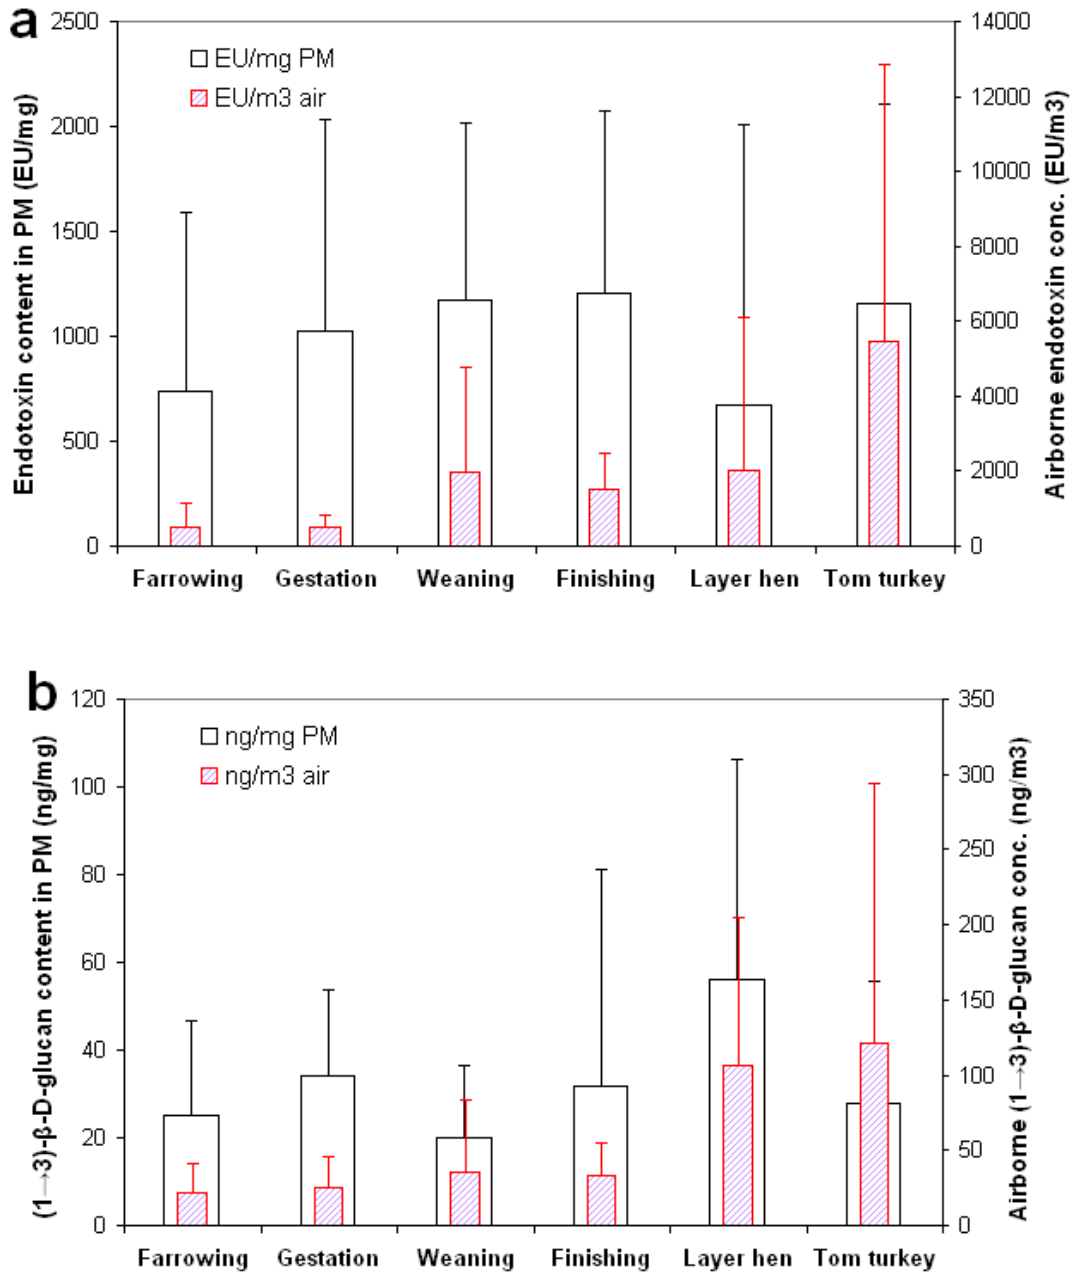 a
2500
2000
1500
1000
500
0
Endotoxin content in PM (EU/mg)
EU/mg PM
EU/m3 air
14000
12000
10000
8000
6000
4000
2000
0
Airborne endotoxin conc. (EU/m3)
Farrowing Gestation Weaning Finishing Layer hen Tom turkey
b
120
100
80
60
40
20
0
(1→3)-β-D-glucan content in PM (ng/mg)
ng/mg PM
ng/m3 air
350
300
250
200
150
100
50
0
Airborne (1→3)-β-D-glucan conc. (ng/m3)
Farrowing Gestation Weaning Finishing Layer hen Tom turkey